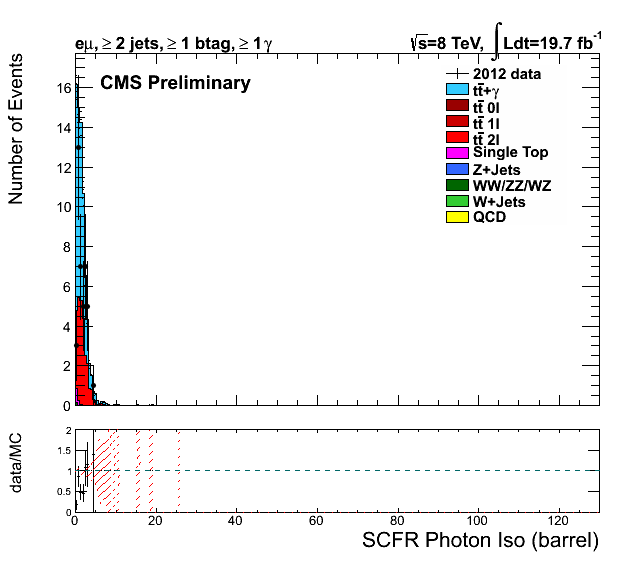 eμ, ≥ 2 jets, ≥ 1 btag, ≥ 1 γ
√s=8 TeV, ∫ Ldt=19.7 fb⁻¹
CMS Preliminary
2012 data
tt̄+γ
tt̄ 0l
tt̄ 1l
tt̄ 2l
Single Top
Z+Jets
WW/ZZ/WZ
W+Jets
QCD
Number of Events
16
14
12
10
8
6
4
2
0
data/MC
2
1.5
1
0.5
0
0 20 40 60 80 100 120
SCFR Photon Iso (barrel)